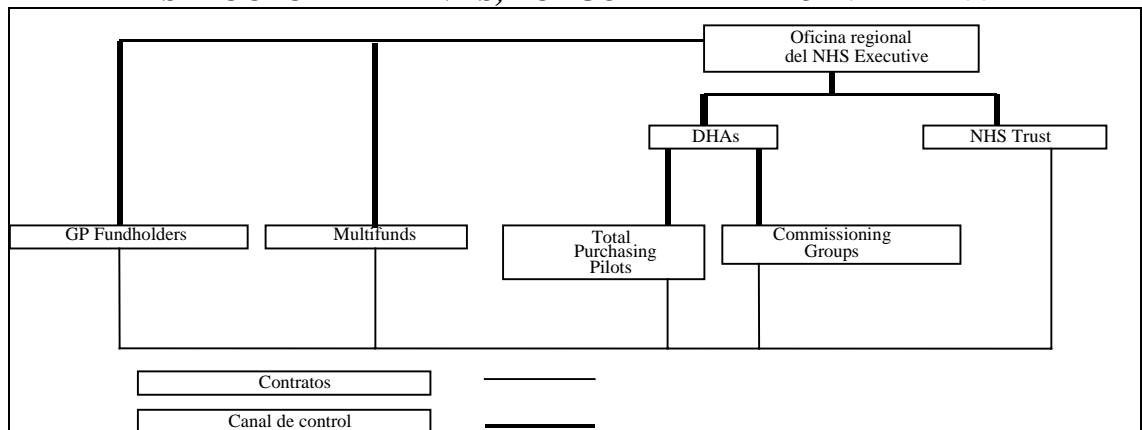 Oficina regional
del NHS Executive
DHAs
NHS Trust
GP Fundholders
Multifunds
Total
Purchasing
Pilots
Commissioning
Groups
Contratos
Canal de control